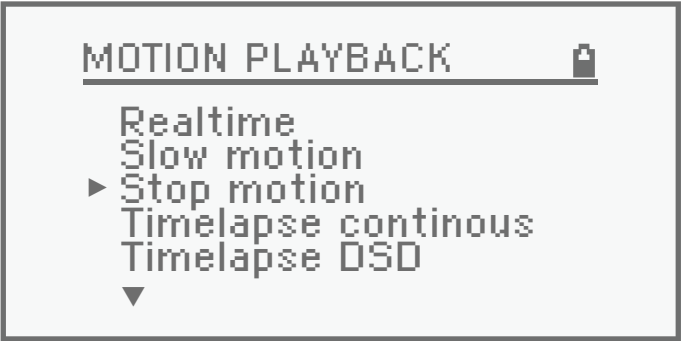 MOTION PLAYBACK
Realtime
Slow motion
Stop motion
Timelapse continous
Timelapse DSD